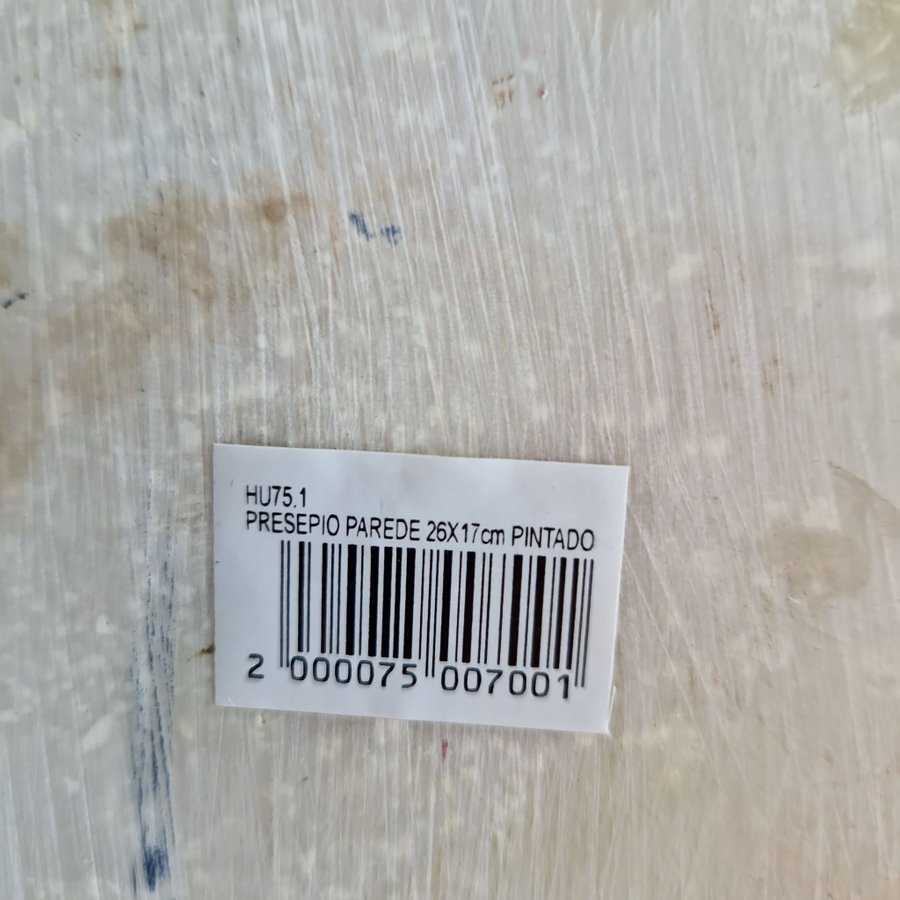 HU75.1
PRESEPIO PAREDE 26X17cm PINTADO
2 000075 007001